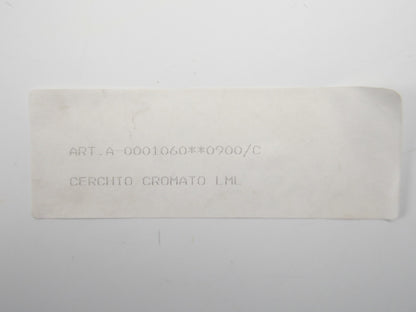 ART.A 0001060**0900/C
CERCHIO CROMATO LML